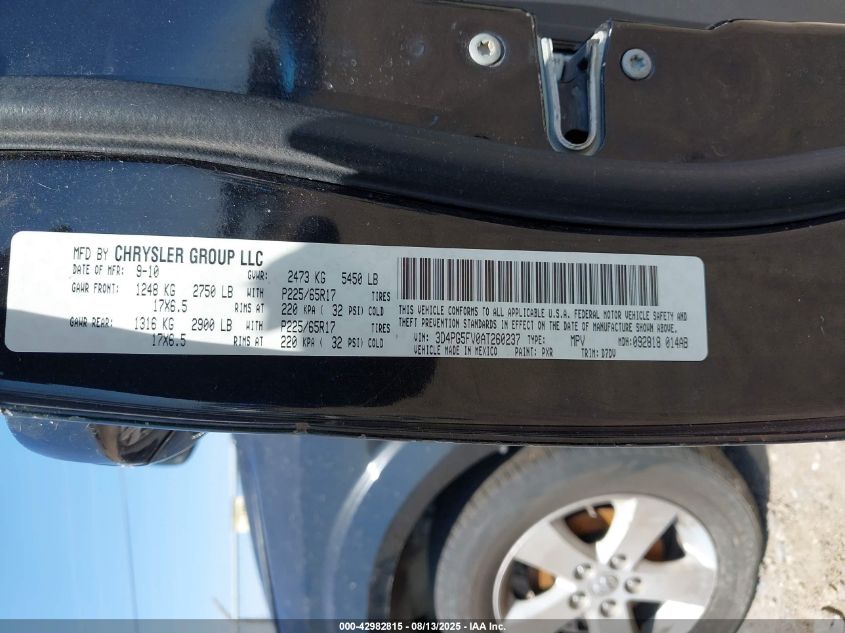 MFD BY CHRYSLER GROUP LLC
DATE OF MFR: 9-10 GVWR: 2473 KG 5450 LB
GAWR FRONT: 1248 KG 2750 LB WITH P225/65R17 TIRES
17X6.5 RIMS AT 220 KPA ( 32 PSI) COLD
GAWR REAR: 1316 KG 2900 LB WITH P225/65R17 TIRES
17X6.5 RIMS AT 220 KPA ( 32 PSI) COLD
THIS VEHICLE CONFORMS TO ALL APPLICABLE U.S.A. FEDERAL MOTOR VEHICLE SAFETY AND
THEFT PREVENTION STANDARDS IN EFFECT ON THE DATE OF MANUFACTURE SHOWN ABOVE.
VIN: 3D4PG5FV0AT260237 TYPE: MPV MDH: 092818 014AB
VEHICLE MADE IN MEXICO PAINT: PXR TRIM: D7DV
000-42982815 - 08/13/2025 - IAA Inc.